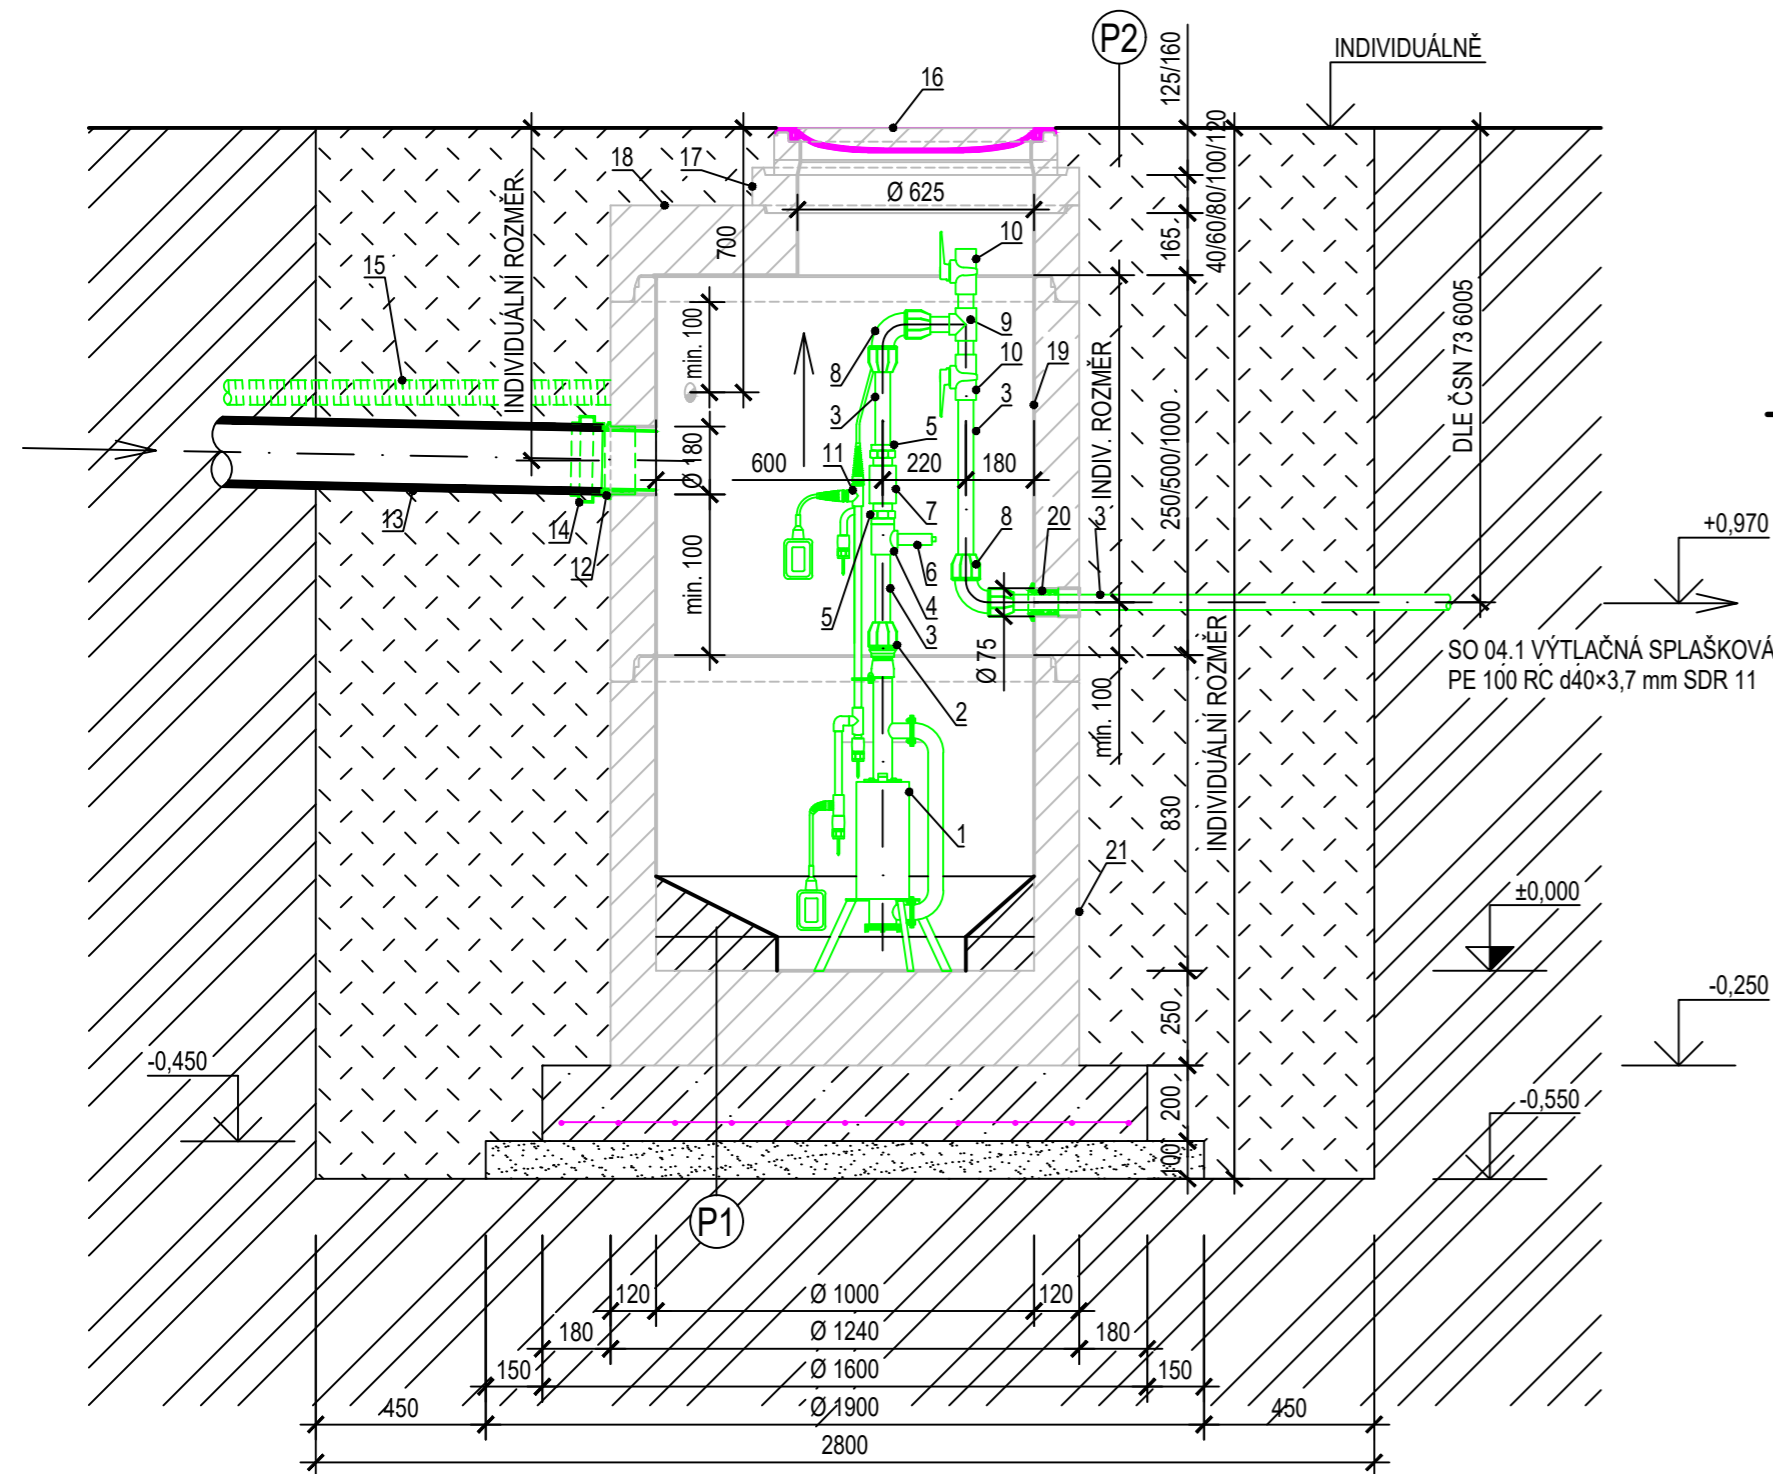 P2
INDIVIDUÁLNĚ
125/160
16
18
17
40/60/80/100/120
Ø 625
INDIVIDUÁLNÍ ROZMĚR
700
165
10
15
DLE ČSN 73 6005
min. 100
9
8
10
19
INDIV. ROZMĚR
3
3
5
250/500/1000
Ø 180
600
220
180
11
13
14
7
8
20
3
+0,970
12
min. 100
6
4
5
3
Ø 75
SO 04.1 VÝTLAČNÁ SPLAŠKOVÁ
PE 100 RC d40×3,7 mm SDR 11
2
min. 100
INDIVIDUÁLNÍ ROZMĚR
830
1
21
±0,000
-0,250
250
-0,450
200
-0,550
100
P1
120
Ø 1000
120
180
Ø 1240
180
150
Ø 1600
150
450
Ø 1900
450
2800